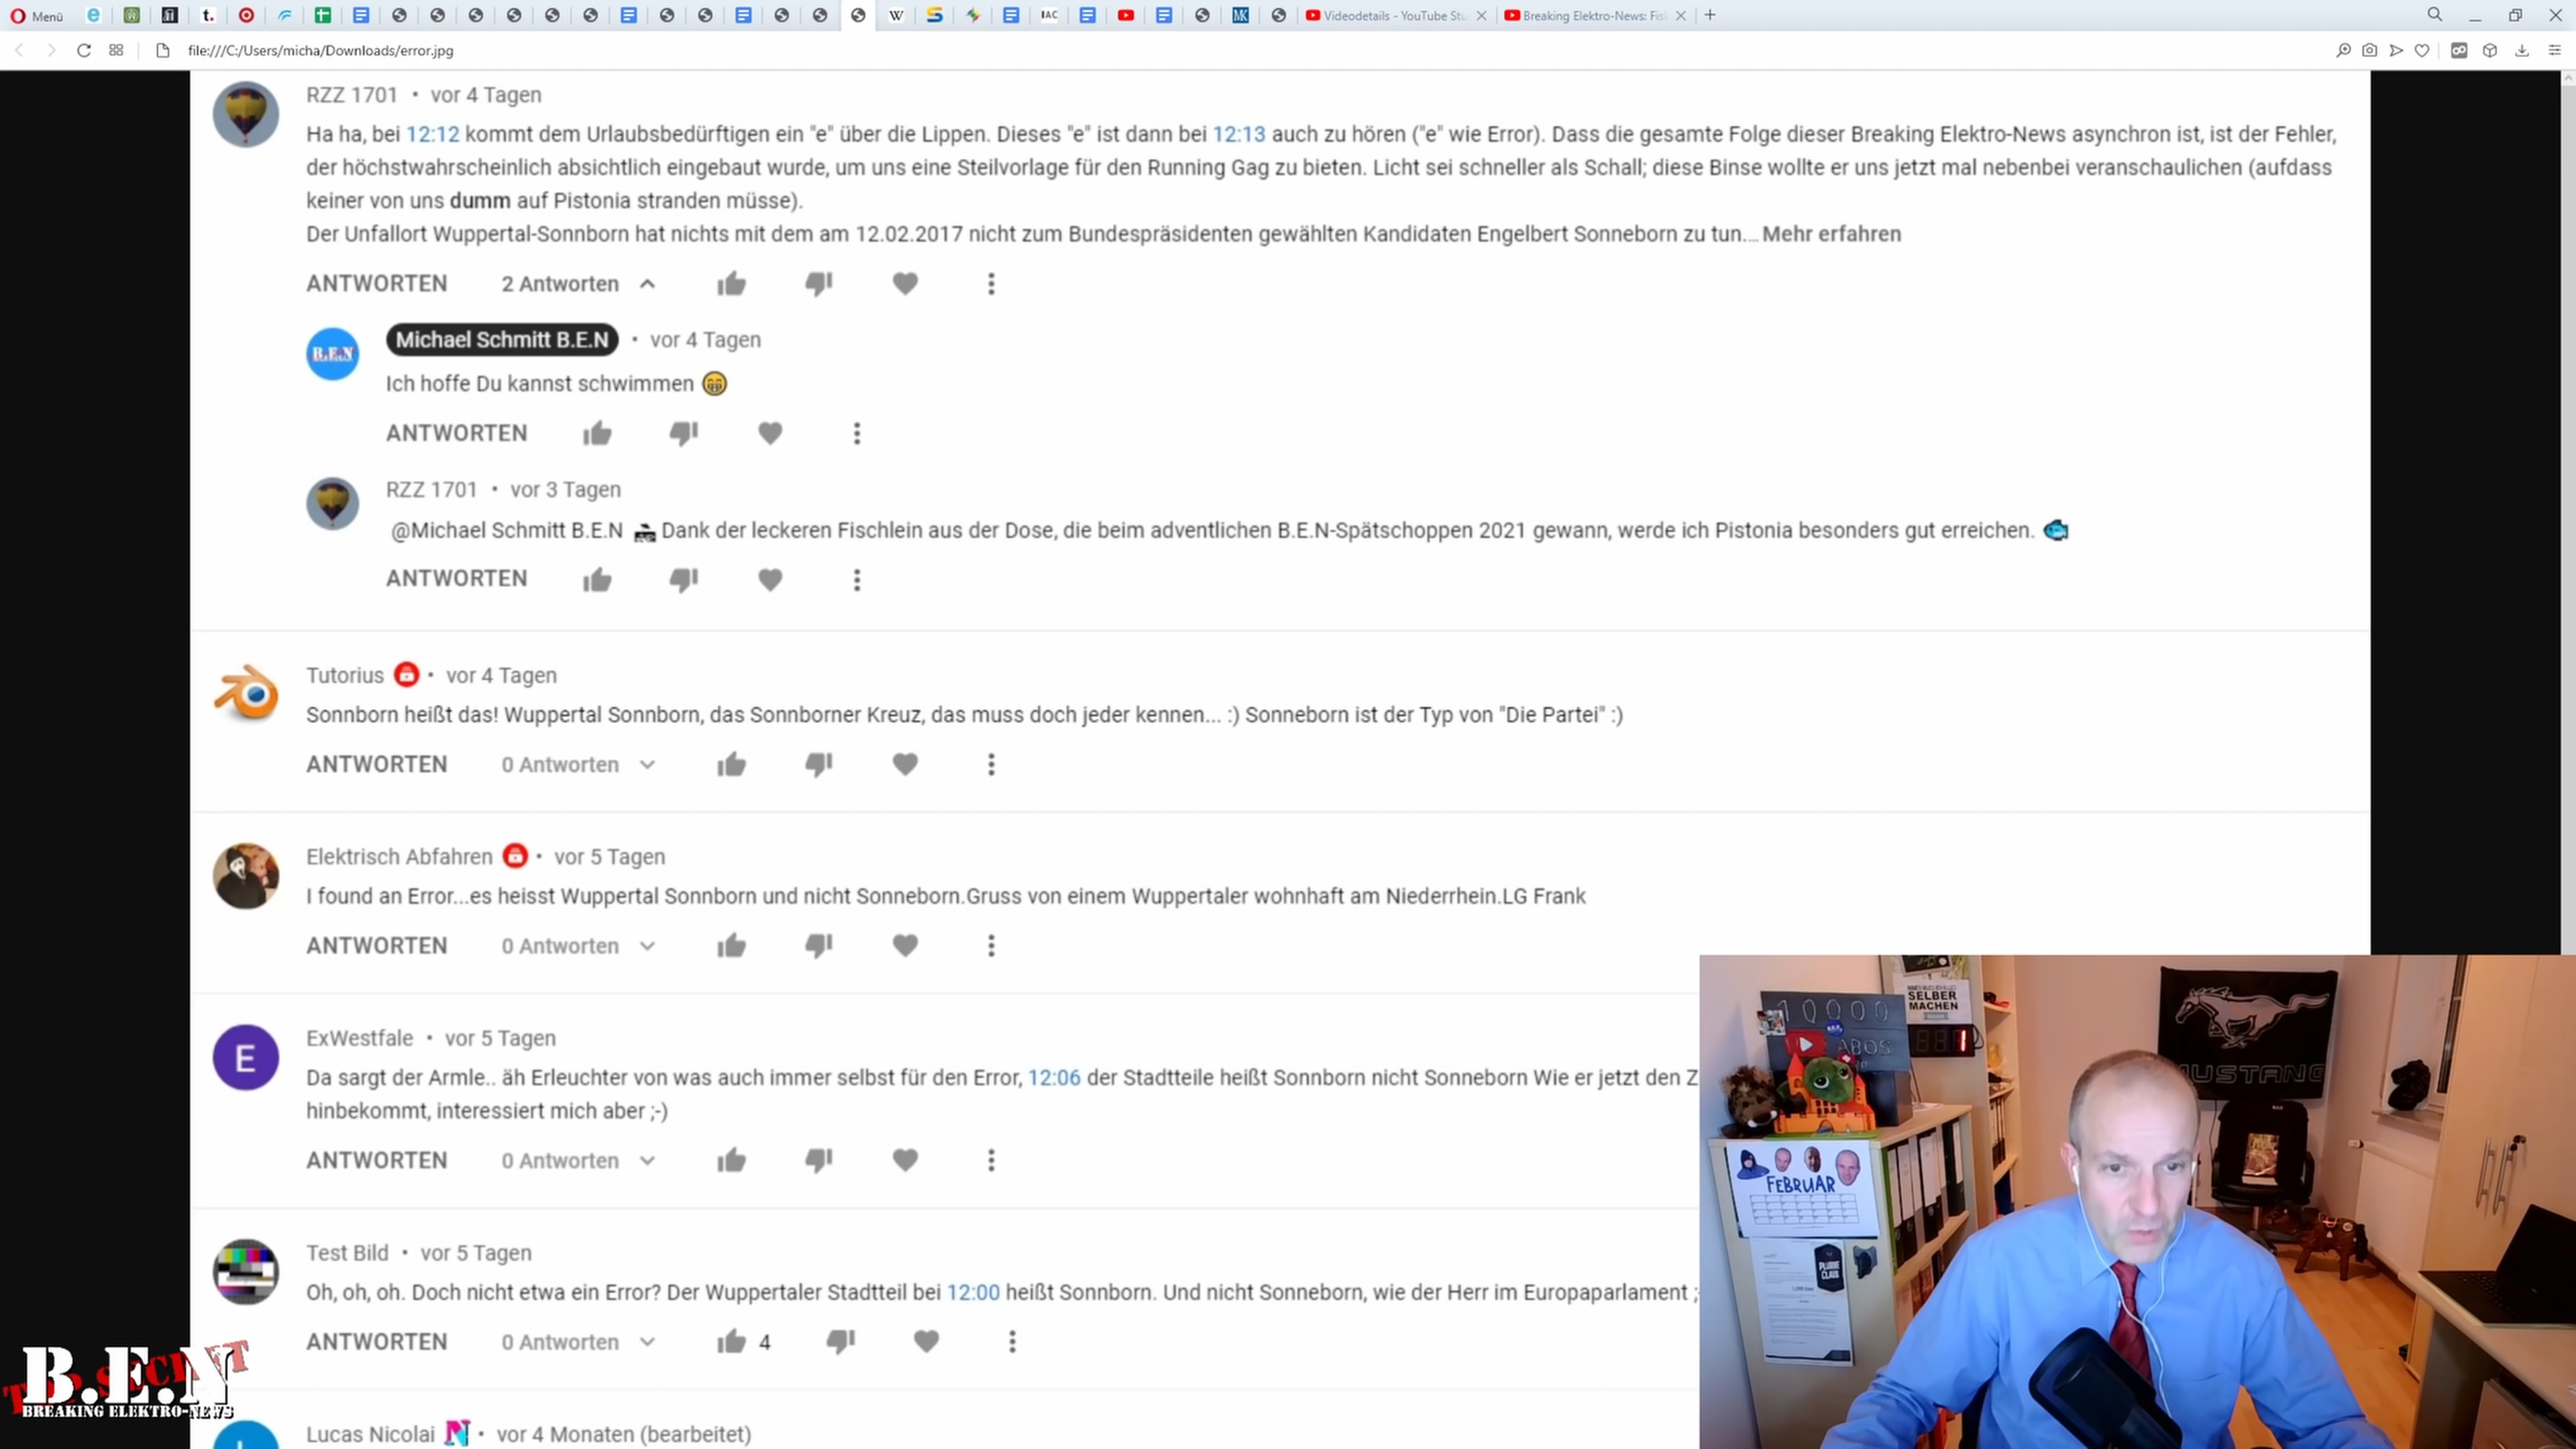 Menü
Videodetails - YouTube Stu
Breaking Elektro-News: Fis
file:///C:/Users/micha/Downloads/error.jpg
RZZ 1701 • vor 4 Tagen
Ha ha, bei 12:12 kommt dem Urlaubsbedürftigen ein "e" über die Lippen. Dieses "e" ist dann bei 12:13 auch zu hören ("e" wie Error). Dass die gesamte Folge dieser Breaking Elektro-News asynchron ist, ist der Fehler,
der höchstwahrscheinlich absichtlich eingebaut wurde, um uns eine Steilvorlage für den Running Gag zu bieten. Licht sei schneller als Schall; diese Binse wollte er uns jetzt mal nebenbei veranschaulichen (aufdass
keiner von uns dumm auf Pistonia stranden müsse).
Der Unfallort Wuppertal-Sonnborn hat nichts mit dem am 12.02.2017 nicht zum Bundespräsidenten gewählten Kandidaten Engelbert Sonneborn zu tun... Mehr erfahren
ANTWORTEN 2 Antworten
B.E.N
Michael Schmitt B.E.N • vor 4 Tagen
Ich hoffe Du kannst schwimmen 😁
ANTWORTEN
RZZ 1701 • vor 3 Tagen
@Michael Schmitt B.E.N Dank der leckeren Fischlein aus der Dose, die beim adventlichen B.E.N-Spätschoppen 2021 gewann, werde ich Pistonia besonders gut erreichen. 🐟
ANTWORTEN
Tutorius • vor 4 Tagen
Sonnborn heißt das! Wuppertal Sonnborn, das Sonnborner Kreuz, das muss doch jeder kennen... :) Sonneborn ist der Typ von "Die Partei" :)
ANTWORTEN 0 Antworten
Elektrisch Abfahren • vor 5 Tagen
I found an Error...es heisst Wuppertal Sonnborn und nicht Sonneborn.Gruss von einem Wuppertaler wohnhaft am Niederrhein.LG Frank
ANTWORTEN 0 Antworten
E
ExWestfale • vor 5 Tagen
Da sargt der Armle.. äh Erleuchter von was auch immer selbst für den Error, 12:06 der Stadtteile heißt Sonnborn nicht Sonneborn Wie er jetzt den Z
hinbekommt, interessiert mich aber ;-)
ANTWORTEN 0 Antworten
Test Bild • vor 5 Tagen
Oh, oh, oh. Doch nicht etwa ein Error? Der Wuppertaler Stadtteil bei 12:00 heißt Sonnborn. Und nicht Sonneborn, wie der Herr im Europaparlament ;
ANTWORTEN 0 Antworten 4
Lucas Nicolai • vor 4 Monaten (bearbeitet)
TOP SECRET
B.E.N
BREAKING ELEKTRO-NEWS
SELBER
MACHEN
10000
ABOS
MUSTANG
FEBRUAR